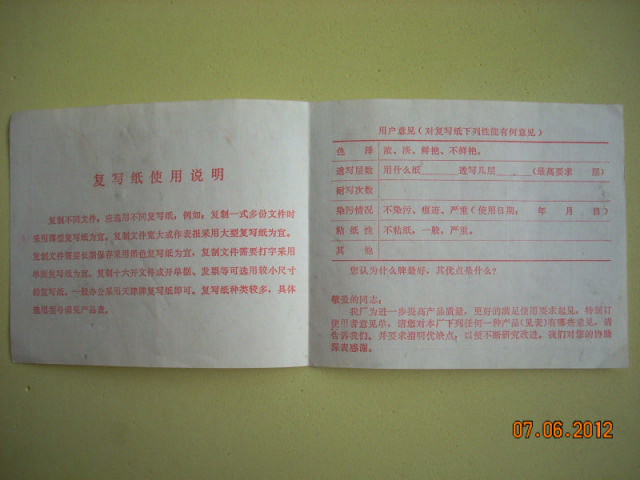 复写纸使用说明
复制不同文件，应选用不同复写纸，例如：复制一式多份文件时
采用薄型复写纸为宜，复制文件宽大或作表报采用大型复写纸为宜。
复制文件需要长期保存采用黑色复写纸为宜，复制文件需要打字采用
单面复写纸为宜。复制十六开文件或开单据、发票等可选用较小尺寸
的复写纸。一般办公采用天津牌复写纸即可。复写纸种类较多，具体
选用型号请见产品表。
用户意见（对复写纸下列性能有何意见）
色 泽 浓、淡、鲜艳、不鲜艳。
透写层数 用什么纸 透写几层 （最高要求 层）
耐写次数
染污情况 不染污、痕迹、严重（使用日期： 年 月 日）
粘纸性 不粘纸，一般，严重。
其 他
您认为什么牌最好，其优点是什么？
敬爱的同志：
我厂为进一步提高产品质量，更好的满足使用要求起见，特制订
使用者意见单，请您对本厂下列任何一种产品（见表）有哪些意见，请
告诉我们，并要求指明优缺点，以便不断研究改进。我们对您的协助
深表感谢。
07.06.2012